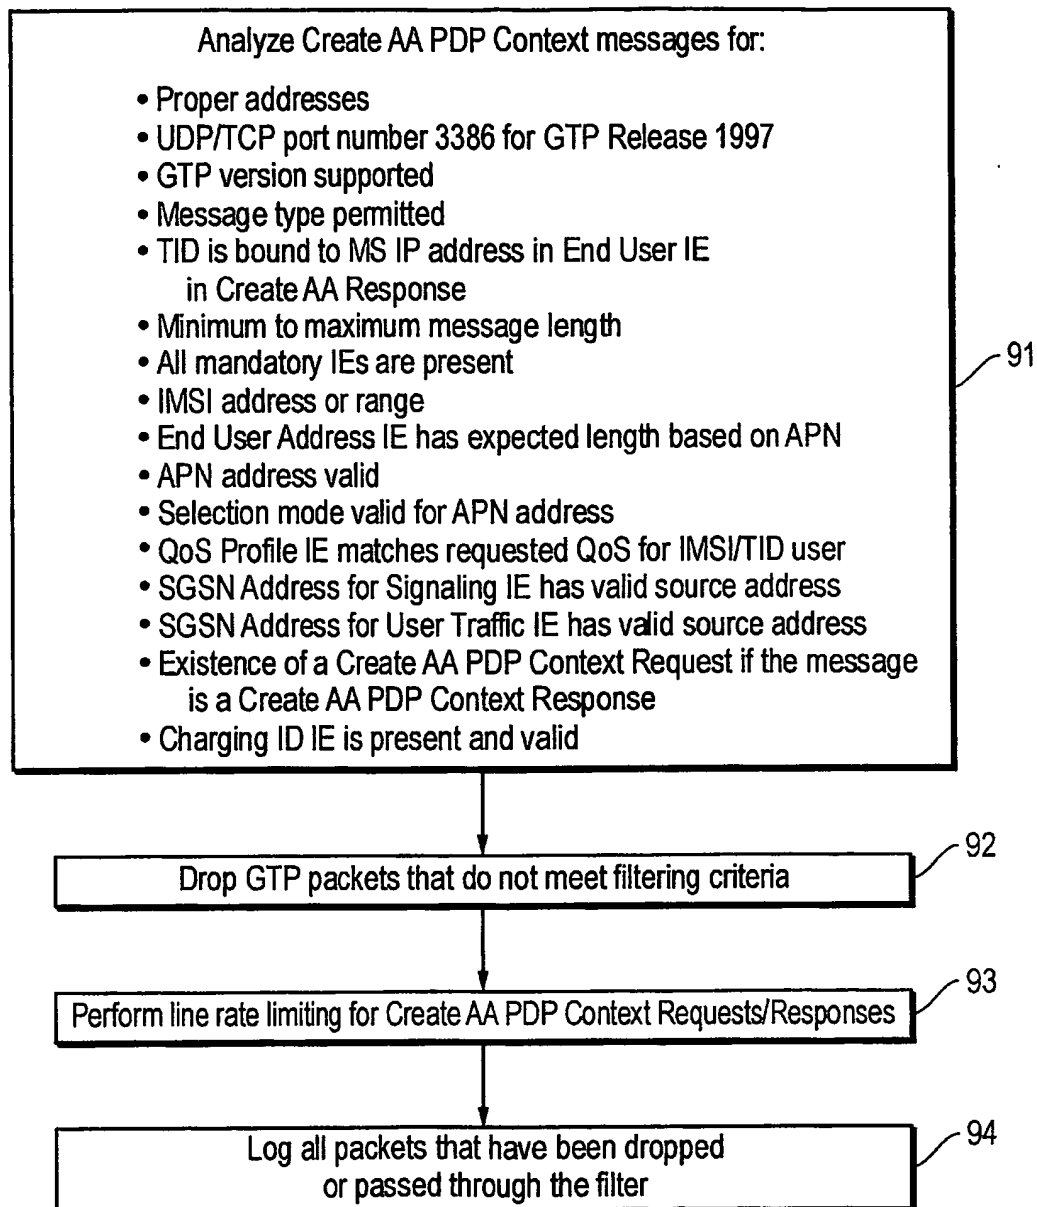 Analyze Create AA PDP Context messages for:
• Proper addresses
• UDP/TCP port number 3386 for GTP Release 1997
• GTP version supported
• Message type permitted
• TID is bound to MS IP address in End User IE
in Create AA Response
• Minimum to maximum message length
• All mandatory IEs are present
91
• IMSI address or range
• End User Address IE has expected length based on APN
• APN address valid
• Selection mode valid for APN address
• QoS Profile IE matches requested QoS for IMSI/TID user
• SGSN Address for Signaling IE has valid source address
• SGSN Address for User Traffic IE has valid source address
• Existence of a Create AA PDP Context Request if the message
is a Create AA PDP Context Response
• Charging ID IE is present and valid
92
Drop GTP packets that do not meet filtering criteria
93
Perform line rate limiting for Create AA PDP Context Requests/Responses
94
Log all packets that have been dropped
or passed through the filter